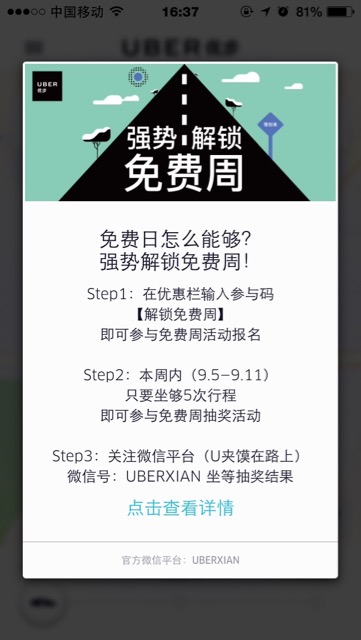 中国移动
16:37
81%
UBER优步
UBER
优步
强势 解锁
免费周
免费日怎么能够？
强势解锁免费周！
Step1：在优惠栏输入参与码
【解锁免费周】
即可参与免费周活动报名
Step2：本周内（9.5—9.11）
只要坐够5次行程
即可参与免费周抽奖活动
Step3：关注微信平台（U夹馍在路上）
微信号：UBERXIAN 坐等抽奖结果
点击查看详情
官方微信平台：UBERXIAN